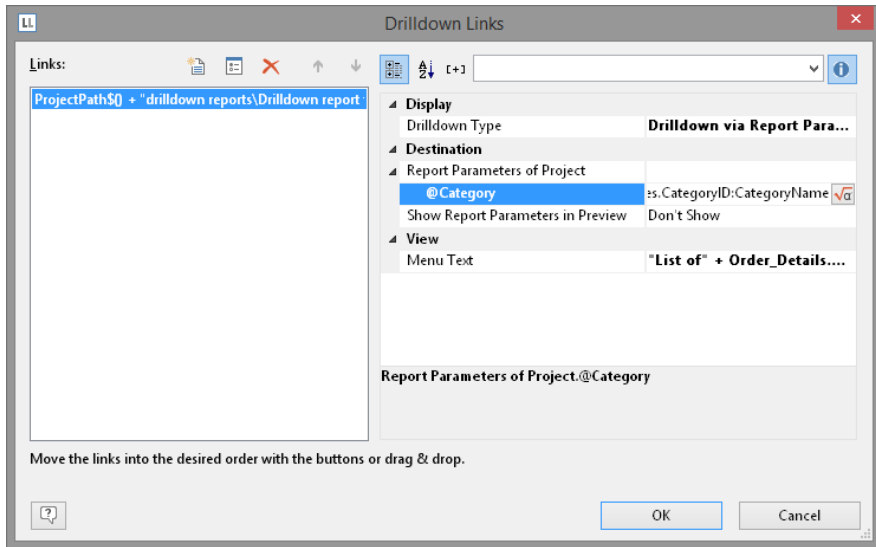 LL
Drilldown Links
Links:
[+]
ProjectPath$() + "drilldown reports\Drilldown report
Display
Drilldown Type Drilldown via Report Para...
Destination
Report Parameters of Project
@Category es.CategoryID:CategoryName
Show Report Parameters in Preview Don't Show
View
Menu Text "List of" + Order_Details....
Report Parameters of Project.@Category
Move the links into the desired order with the buttons or drag & drop.
OK Cancel